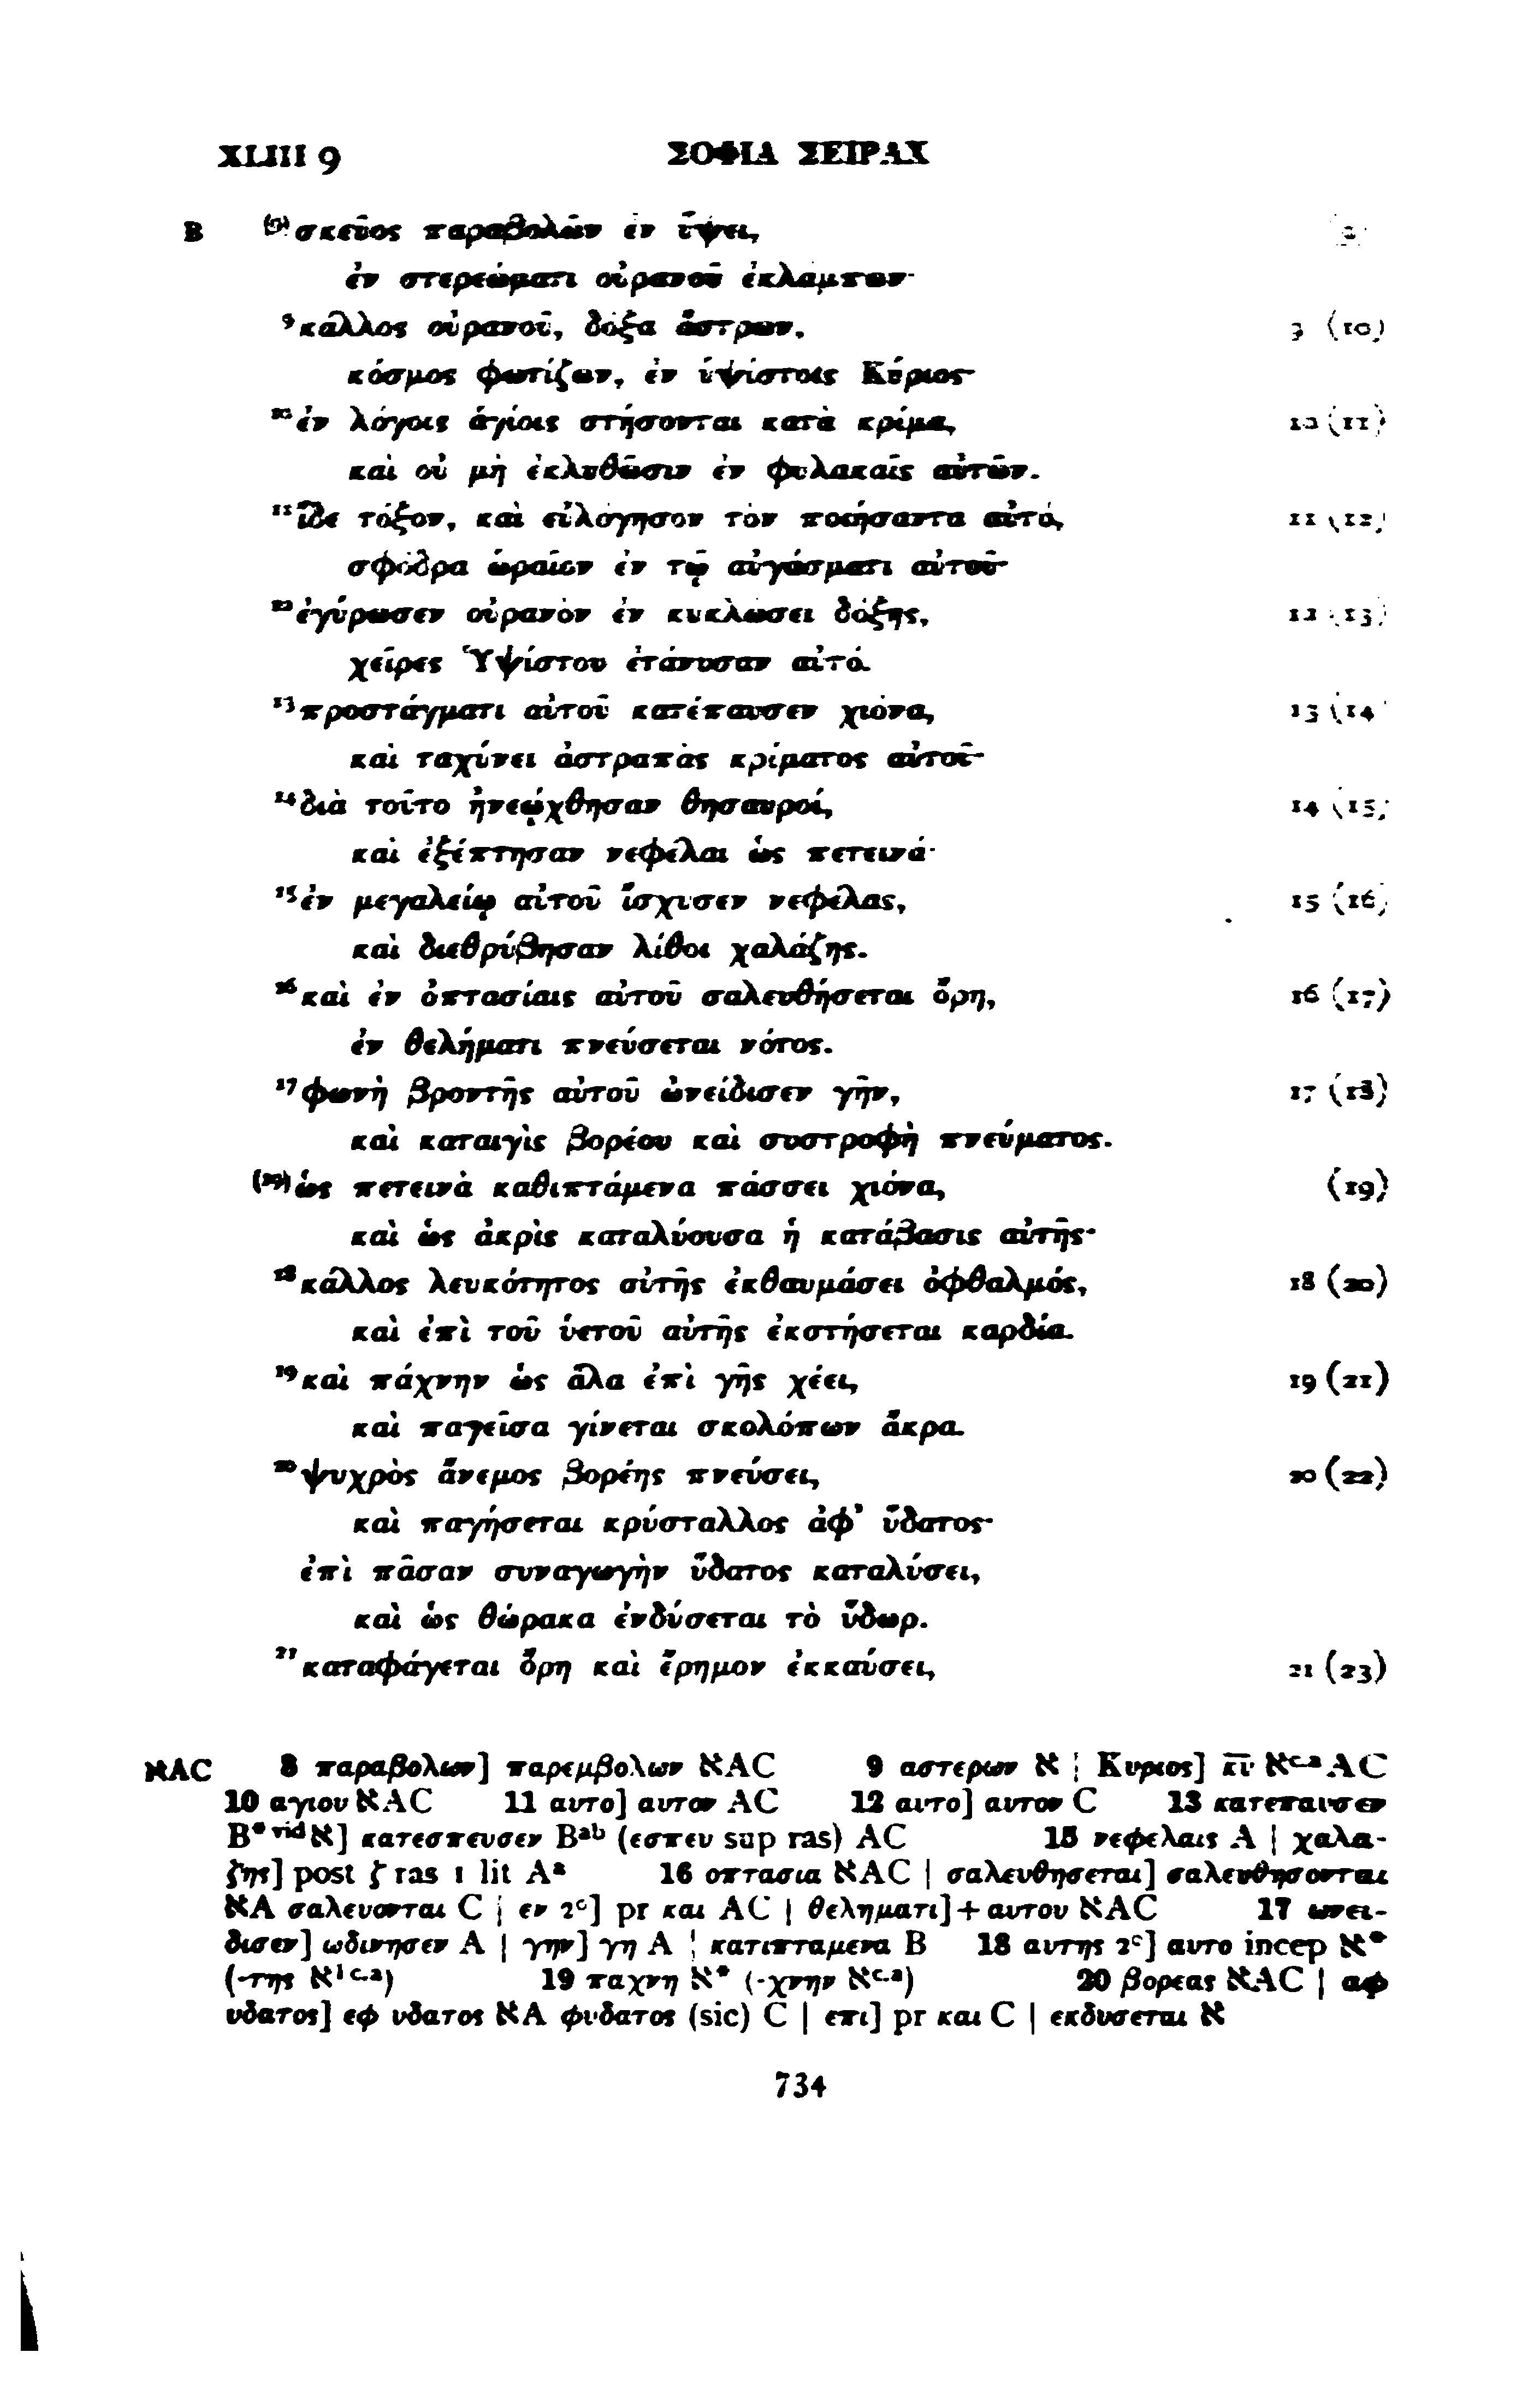 XLIII 9 ΣΟΦΙΑ ΣΕΙΡΑΧ
B ⁽⁹⁾σκεῦος παραβολῶν ἐν ὕψει,
ἐν στερεώματι οὐρανοῦ ἐκλάμπων·
⁹κάλλος οὐρανοῦ, δόξα ἄστρων, 9 (10)
κόσμος φωτίζων, ἐν ὑψίστοις Κύριος·
¹⁰ἐν λόγοις ἁγίοις στήσονται κατὰ κρίμα, 10 (11)
καὶ οὐ μὴ ἐκλυθῶσιν ἐν φυλακαῖς αὐτῶν.
¹¹ἴδε τόξον, καὶ εὐλόγησον τὸν ποιήσαντα αὐτό, 11 (12)
σφόδρα ὡραῖον ἐν τῷ αὐγάσματι αὐτοῦ·
¹²ἐγύρωσεν οὐρανὸν ἐν κυκλώσει δόξης, 12 (13)
χεῖρες Ὑψίστου ἐτάνυσαν αὐτό.
¹³προστάγματι αὐτοῦ κατέπαυσεν χιόνα, 13 (14)
καὶ ταχύνει ἀστραπὰς κρίματος αὐτοῦ·
¹⁴διὰ τοῦτο ἠνεῴχθησαν θησαυροί, 14 (15)
καὶ ἐξέπτησαν νεφέλαι ὡς πετεινά·
¹⁵ἐν μεγαλείῳ αὐτοῦ ἴσχυσεν νεφέλας, 15 (16)
καὶ διεθρύβησαν λίθοι χαλάζης.
¹⁶καὶ ἐν ὀπτασίαις αὐτοῦ σαλευθήσεται ὄρη, 16 (17)
ἐν θελήματι πνεύσεται νότος.
¹⁷φωνὴ βροντῆς αὐτοῦ ὠνείδισεν γῆν, 17 (18)
καὶ καταιγὶς βορέου καὶ συστροφὴ πνεύματος.
⁽¹⁹⁾ὡς πετεινὰ καθιπτάμενα πάσσει χιόνα, (19)
καὶ ὡς ἀκρὶς καταλύουσα ἡ κατάβασις αὐτῆς·
¹⁸κάλλος λευκότητος αὐτῆς ἐκθαυμάσει ὀφθαλμός, 18 (20)
καὶ ἐπὶ τοῦ ὑετοῦ αὐτῆς ἐκστήσεται καρδία.
¹⁹καὶ πάχνην ὡς ἅλα ἐπὶ γῆς χέει, 19 (21)
καὶ παγεῖσα γίνεται σκολόπων ἄκρα.
²⁰ψυχρὸς ἄνεμος βορέης πνεύσει, 20 (22)
καὶ παγήσεται κρύσταλλος ἀφ᾽ ὕδατος·
ἐπὶ πᾶσαν συναγωγὴν ὕδατος καταλύσει,
καὶ ὡς θώρακα ἐνδύσεται τὸ ὕδωρ.
²¹καταφάγεται ὄρη καὶ ἔρημον ἐκκαύσει, 21 (23)
ℵAC 8 παραβολων] παρεμβολων ℵAC 9 αστερων ℵ | Κυριος] κ̅υ̅ ℵᶜ·ᵃAC
10 αγιου ℵAC 11 αυτο] αυτον AC 12 αυτο] αυτον C 13 κατεπαυσεν
B*ᵛⁱᵈℵ] κατεσπευσεν Bᵃᵇ (εσπευ sup ras) AC 15 νεφελαις A | χαλα-
ζης] post ζ ras 1 lit Aᵃ 16 οπτασια ℵAC | σαλευθησεται] σαλευθησονται
ℵA σαλευονται C | εν 2°] pr και AC | θεληματι]+αυτου ℵAC 17 ωνει-
δισεν] ωδινησεν A | γην] γη A | κατιπταμενα B 18 αυτης 2°] αυτο incep ℵ*
(-της ℵ¹ᶜ·ᵃ) 19 παχνη ℵ* (-χνην ℵᶜ·ᵃ) 20 βορεας ℵAC | αφ
υδατος] εφ υδατος ℵA φυδατος (sic) C | επι] pr και C | εκδυσεται ℵ
734